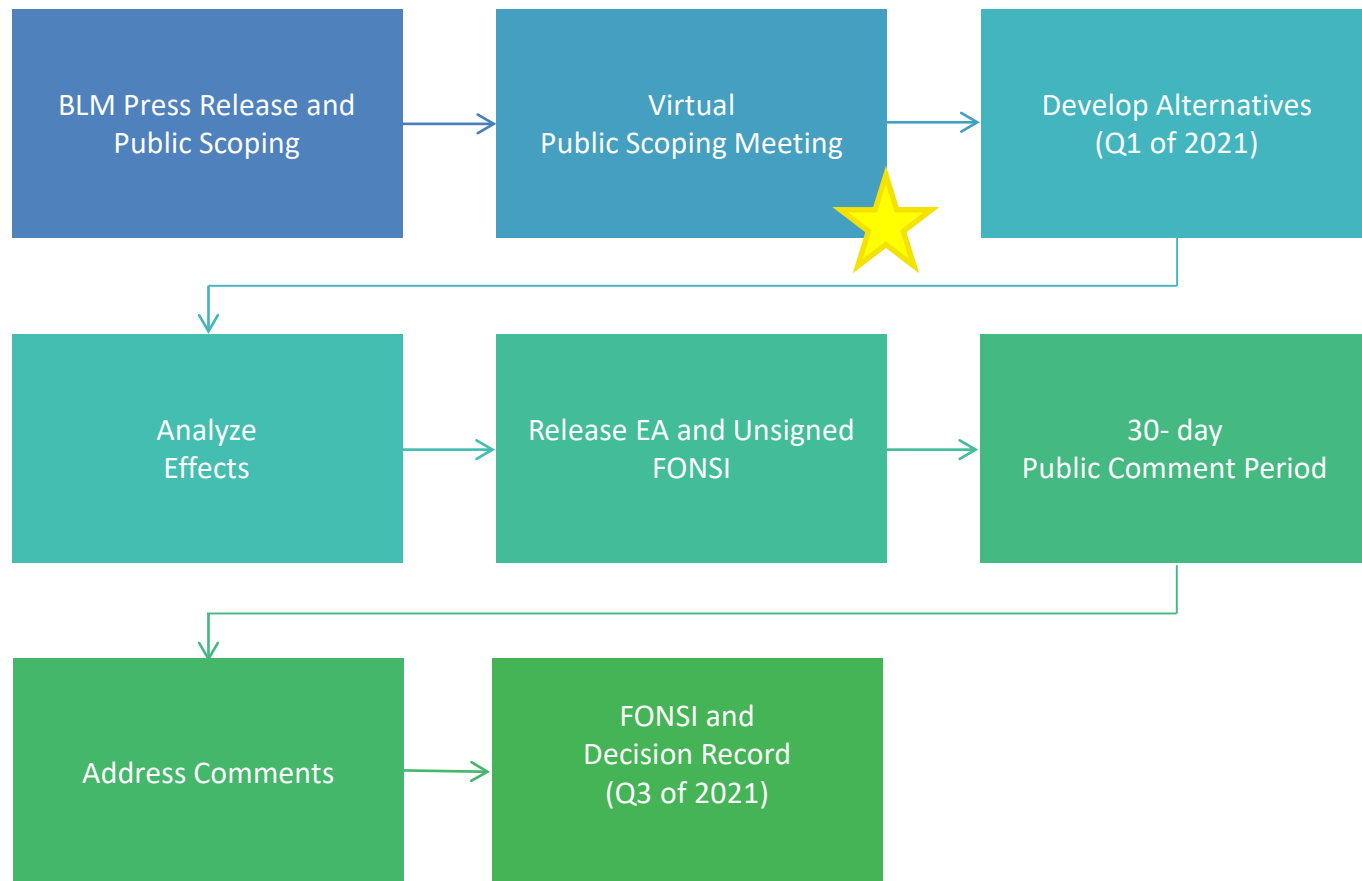 BLM Press Release and
Public Scoping
Virtual
Public Scoping Meeting
Develop Alternatives
(Q1 of 2021)
Analyze
Effects
Release EA and Unsigned
FONSI
30- day
Public Comment Period
Address Comments
FONSI and
Decision Record
(Q3 of 2021)